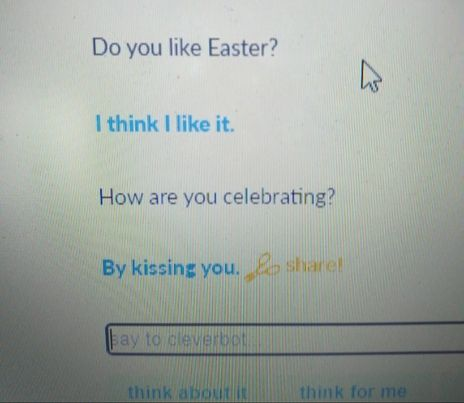 Do you like Easter?
I think I like it.
How are you celebrating?
By kissing you. share!
say to cleverbot...
think about it think for me